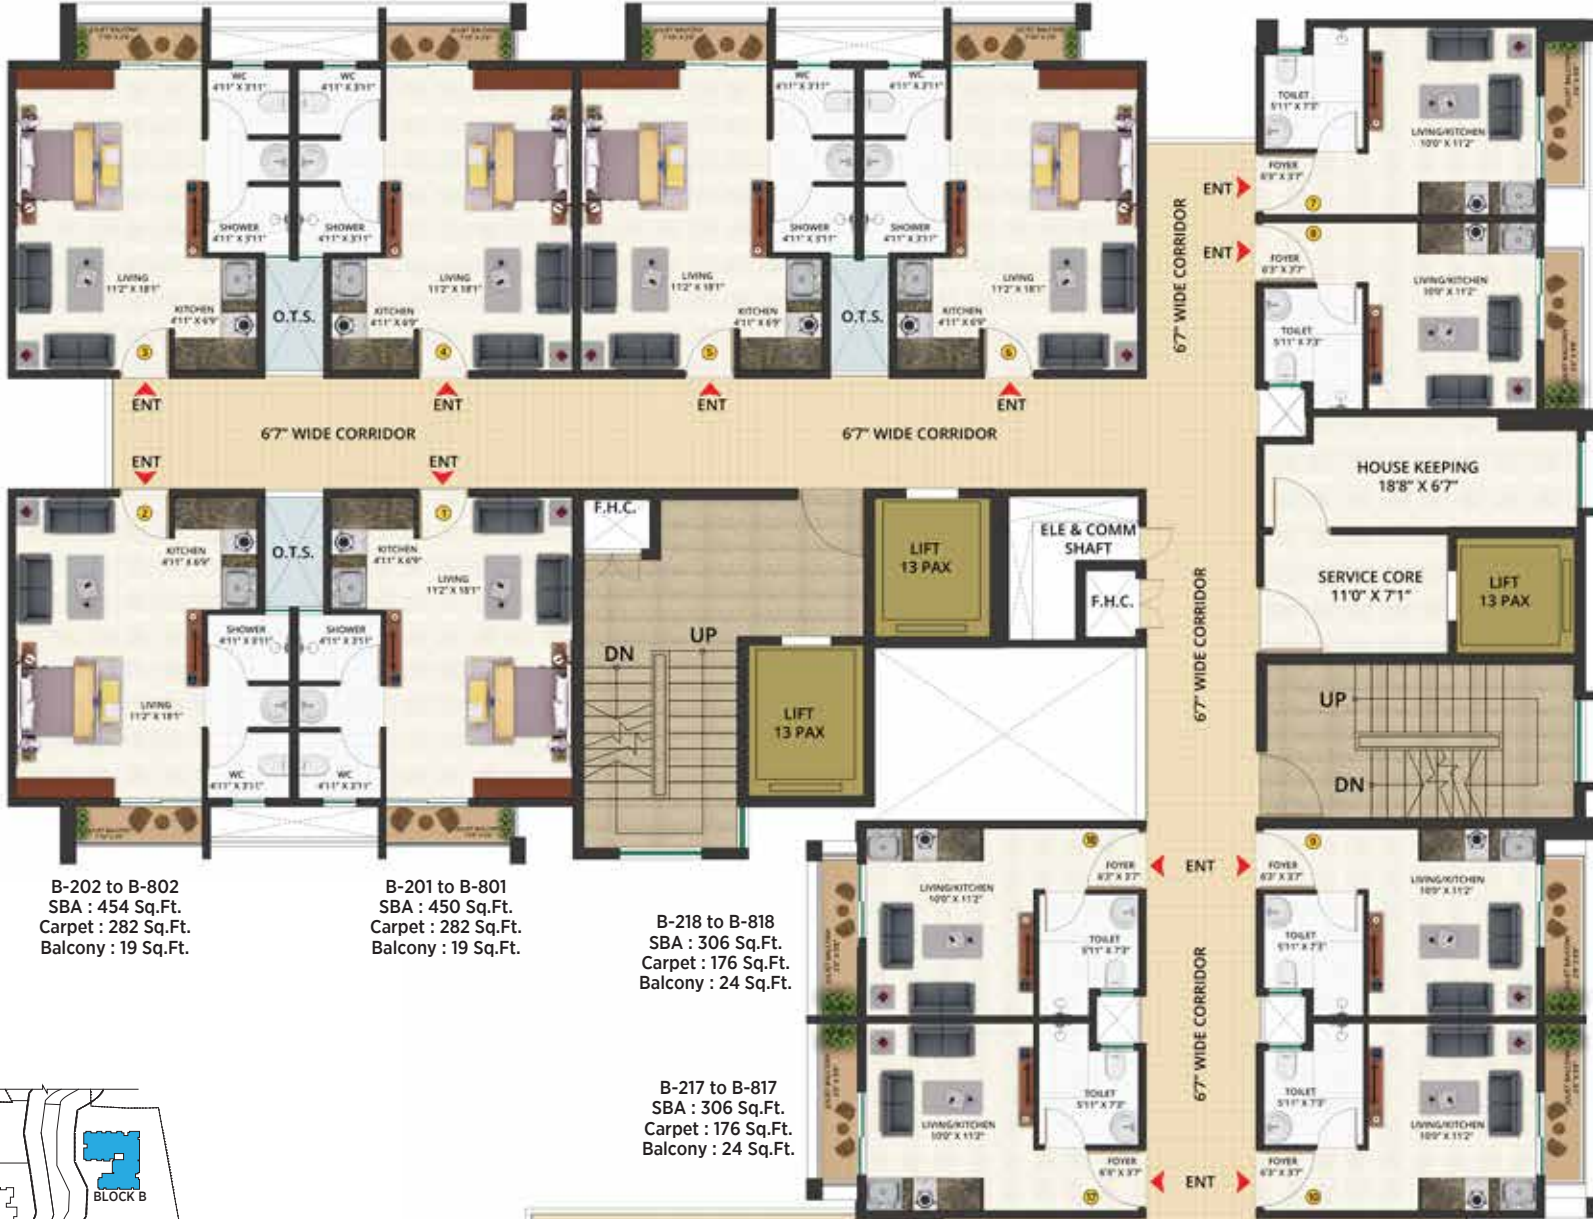 WC
4'11" X 3'11"
WC
4'11" X 3'11"
WC
4'11" X 3'11"
WC
4'11" X 3'11"
TOILET
5'11" X 7'3"
LIVING/KITCHEN
10'0" X 11'2"
FOYER
6'3" X 3'7"
ENT
7
6'7" WIDE CORRIDOR
ENT
8
FOYER
6'3" X 3'7"
LIVING/KITCHEN
10'0" X 11'2"
TOILET
5'11" X 7'3"
SHOWER
4'11" X 3'11"
SHOWER
4'11" X 3'11"
SHOWER
4'11" X 3'11"
SHOWER
4'11" X 3'11"
LIVING
11'2" X 18'1"
LIVING
11'2" X 18'1"
LIVING
11'2" X 18'1"
LIVING
11'2" X 18'1"
KITCHEN
4'11" X 6'9"
O.T.S.
KITCHEN
4'11" X 6'9"
KITCHEN
4'11" X 6'9"
O.T.S.
KITCHEN
4'11" X 6'9"
3
4
5
6
ENT
ENT
ENT
ENT
6'7" WIDE CORRIDOR
6'7" WIDE CORRIDOR
ENT
ENT
HOUSE KEEPING
18'8" X 6'7"
2
1
F.H.C.
KITCHEN
4'11" X 6'9"
O.T.S.
KITCHEN
4'11" X 6'9"
LIVING
11'2" X 18'1"
LIFT
13 PAX
ELE & COMM
SHAFT
F.H.C.
6'7" WIDE CORRIDOR
SERVICE CORE
11'0" X 7'1"
LIFT
13 PAX
SHOWER
4'11" X 3'11"
SHOWER
4'11" X 3'11"
UP
DN
LIVING
11'2" X 18'1"
LIFT
13 PAX
UP
DN
WC
4'11" X 3'11"
WC
4'11" X 3'11"
B-202 to B-802
SBA : 454 Sq.Ft.
Carpet : 282 Sq.Ft.
Balcony : 19 Sq.Ft.
B-201 to B-801
SBA : 450 Sq.Ft.
Carpet : 282 Sq.Ft.
Balcony : 19 Sq.Ft.
B-218 to B-818
SBA : 306 Sq.Ft.
Carpet : 176 Sq.Ft.
Balcony : 24 Sq.Ft.
18
FOYER
6'3" X 3'7"
ENT
9
FOYER
6'3" X 3'7"
LIVING/KITCHEN
10'0" X 11'2"
LIVING/KITCHEN
10'9" X 11'2"
TOILET
5'11" X 7'3"
TOILET
5'11" X 7'3"
6'7" WIDE CORRIDOR
B-217 to B-817
SBA : 306 Sq.Ft.
Carpet : 176 Sq.Ft.
Balcony : 24 Sq.Ft.
TOILET
5'11" X 7'3"
TOILET
5'11" X 7'3"
LIVING/KITCHEN
10'0" X 11'2"
LIVING/KITCHEN
10'9" X 11'2"
FOYER
6'3" X 3'7"
17
ENT
FOYER
6'3" X 3'7"
10
BLOCK B